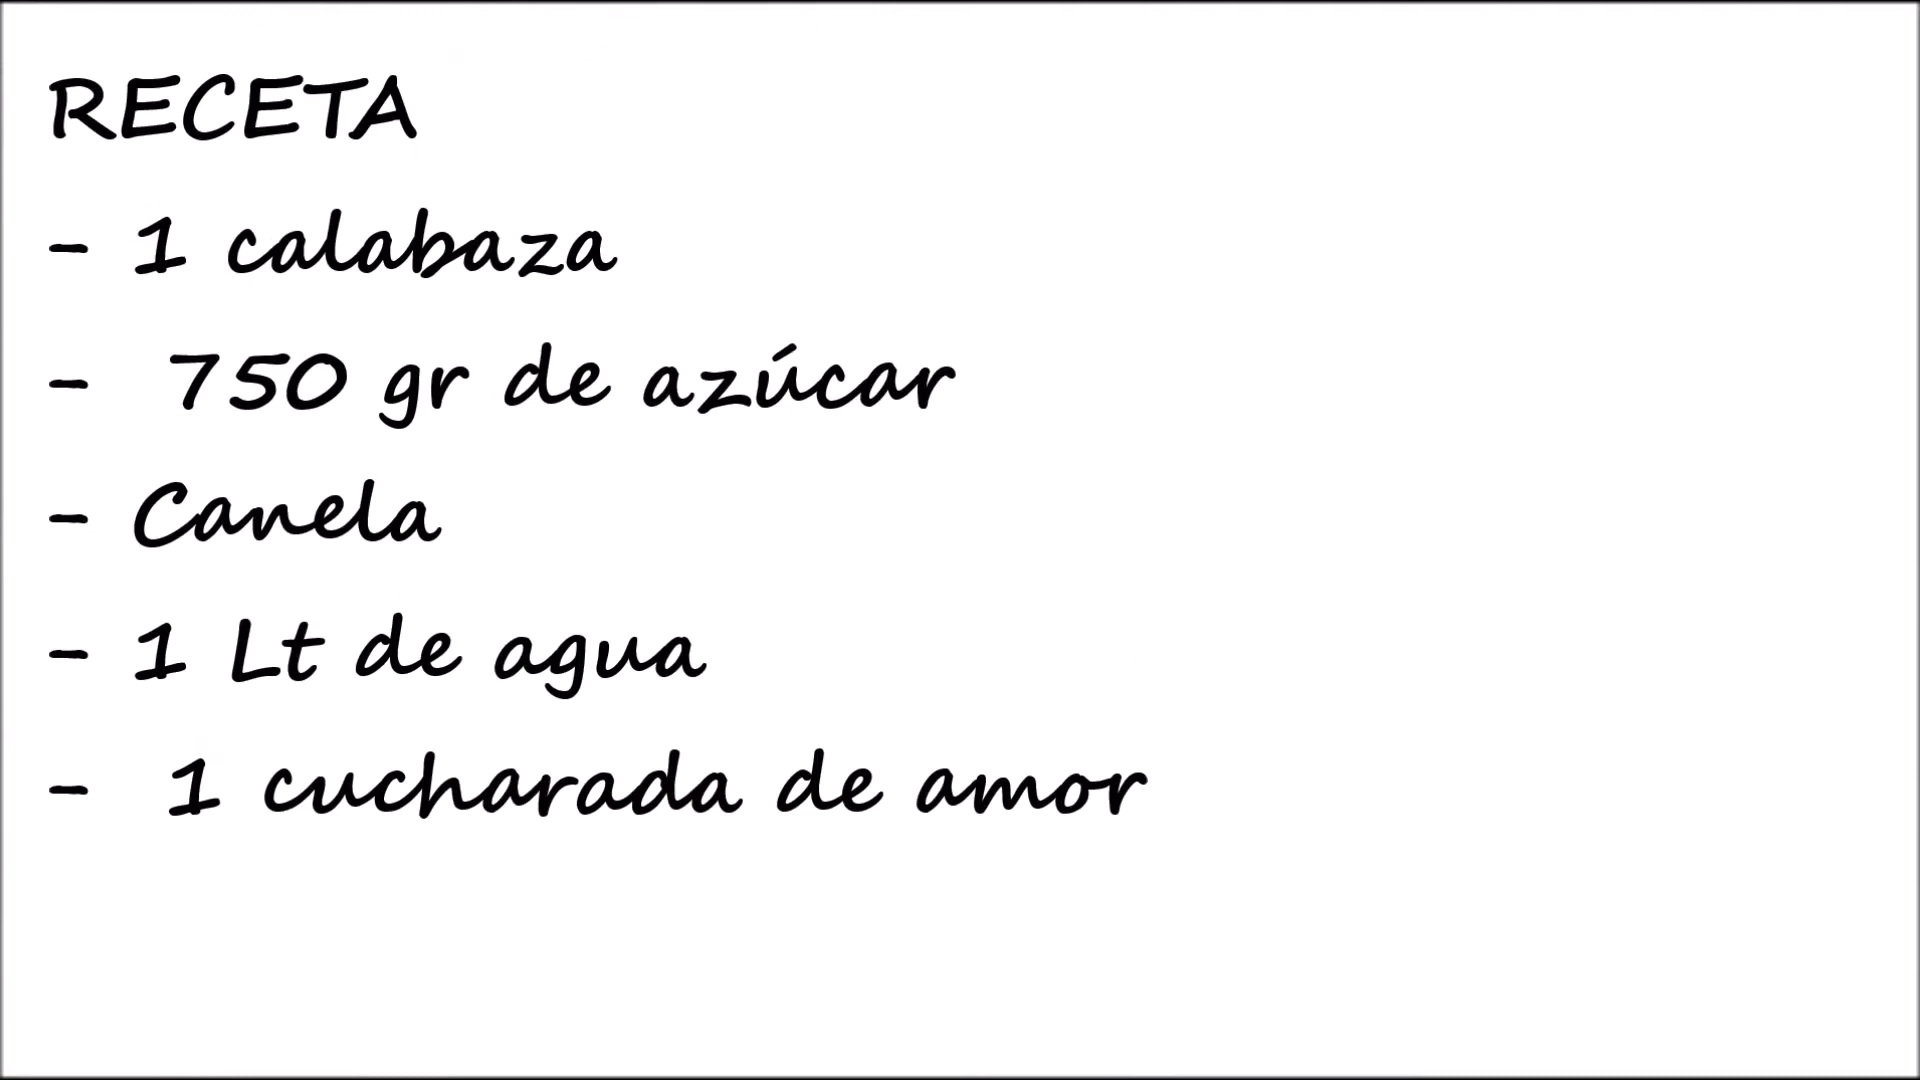 RECETA
- 1 calabaza
- 750 gr de azúcar
- Canela
- 1 Lt de agua
- 1 cucharada de amor